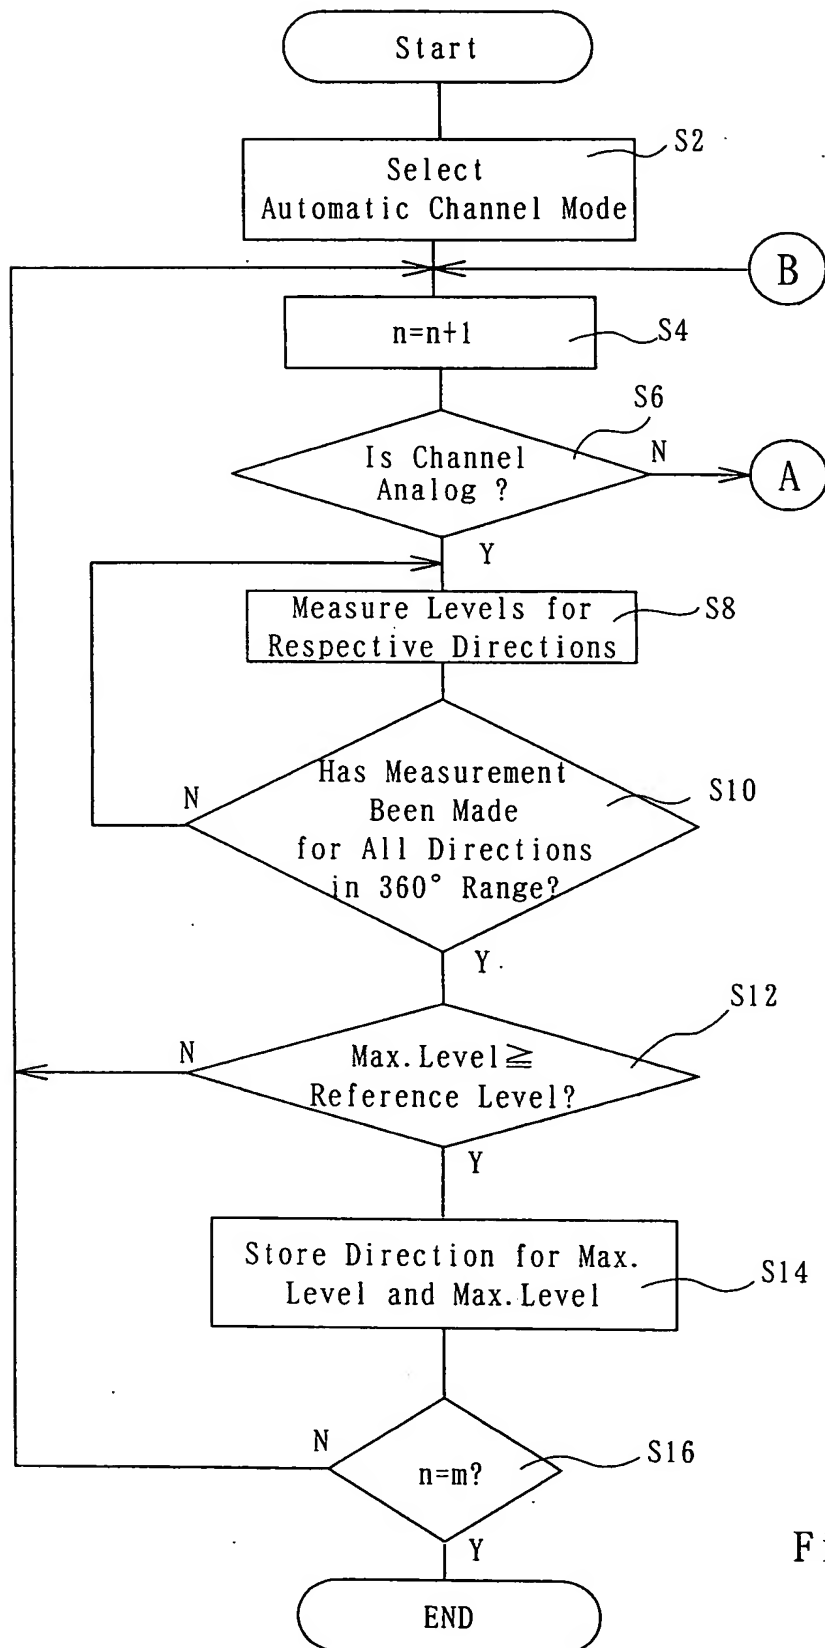 Start
S2
Select
Automatic Channel Mode
B
n=n+1
S4
S6
Is Channel
Analog ?
N
A
Y
Measure Levels for
Respective Directions
S8
Has Measurement
Been Made
for All Directions
in 360° Range?
N
S10
Y
S12
Max.Level≧
Reference Level?
N
Y
Store Direction for Max.
Level and Max.Level
S14
N
n=m?
S16
Y
END